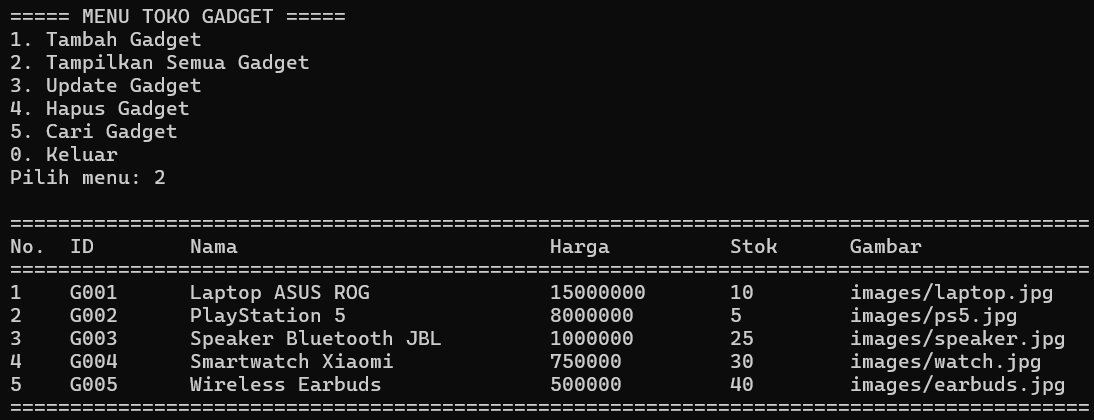 ===== MENU TOKO GADGET =====
1. Tambah Gadget
2. Tampilkan Semua Gadget
3. Update Gadget
4. Hapus Gadget
5. Cari Gadget
0. Keluar
Pilih menu: 2
==========================================================================================
No.  ID        Nama                          Harga          Stok      Gambar
==========================================================================================
1    G001      Laptop ASUS ROG               15000000       10        images/laptop.jpg
2    G002      PlayStation 5                 8000000        5         images/ps5.jpg
3    G003      Speaker Bluetooth JBL         1000000        25        images/speaker.jpg
4    G004      Smartwatch Xiaomi             750000         30        images/watch.jpg
5    G005      Wireless Earbuds              500000         40        images/earbuds.jpg
==========================================================================================